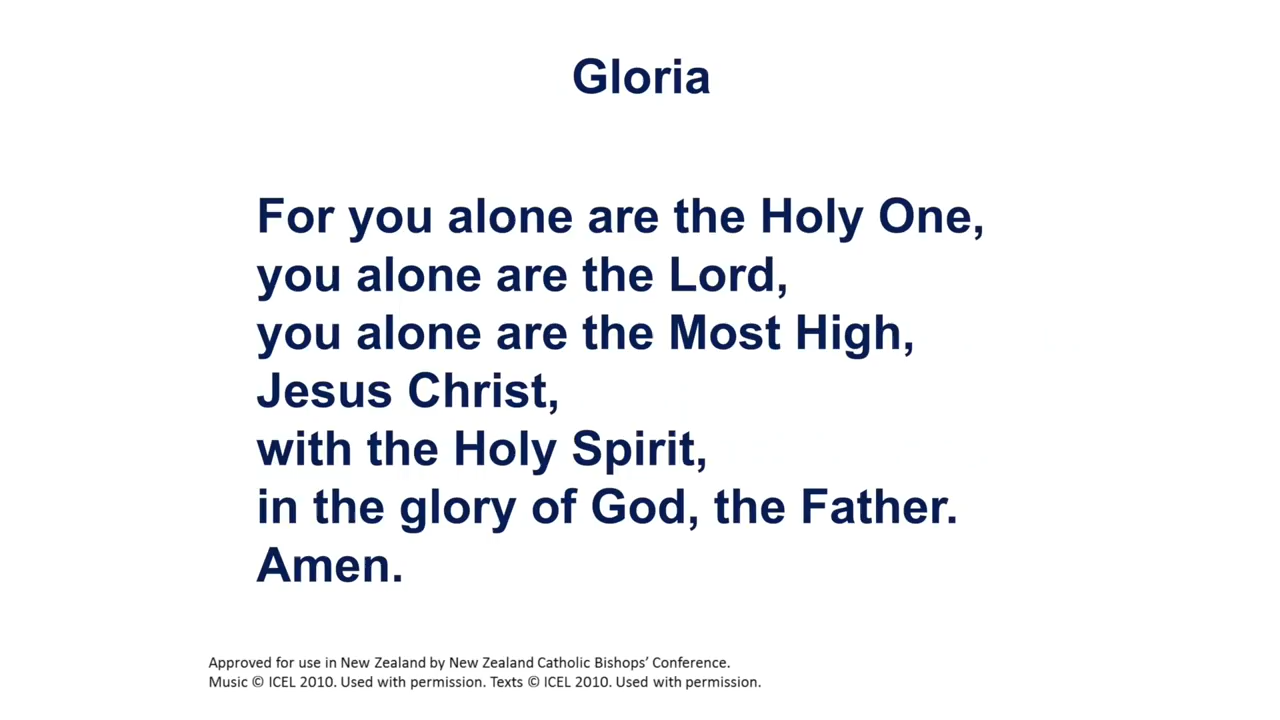 Gloria
For you alone are the Holy One,
you alone are the Lord,
you alone are the Most High,
Jesus Christ,
with the Holy Spirit,
in the glory of God, the Father.
Amen.
Approved for use in New Zealand by New Zealand Catholic Bishops’ Conference.
Music © ICEL 2010. Used with permission. Texts © ICEL 2010. Used with permission.